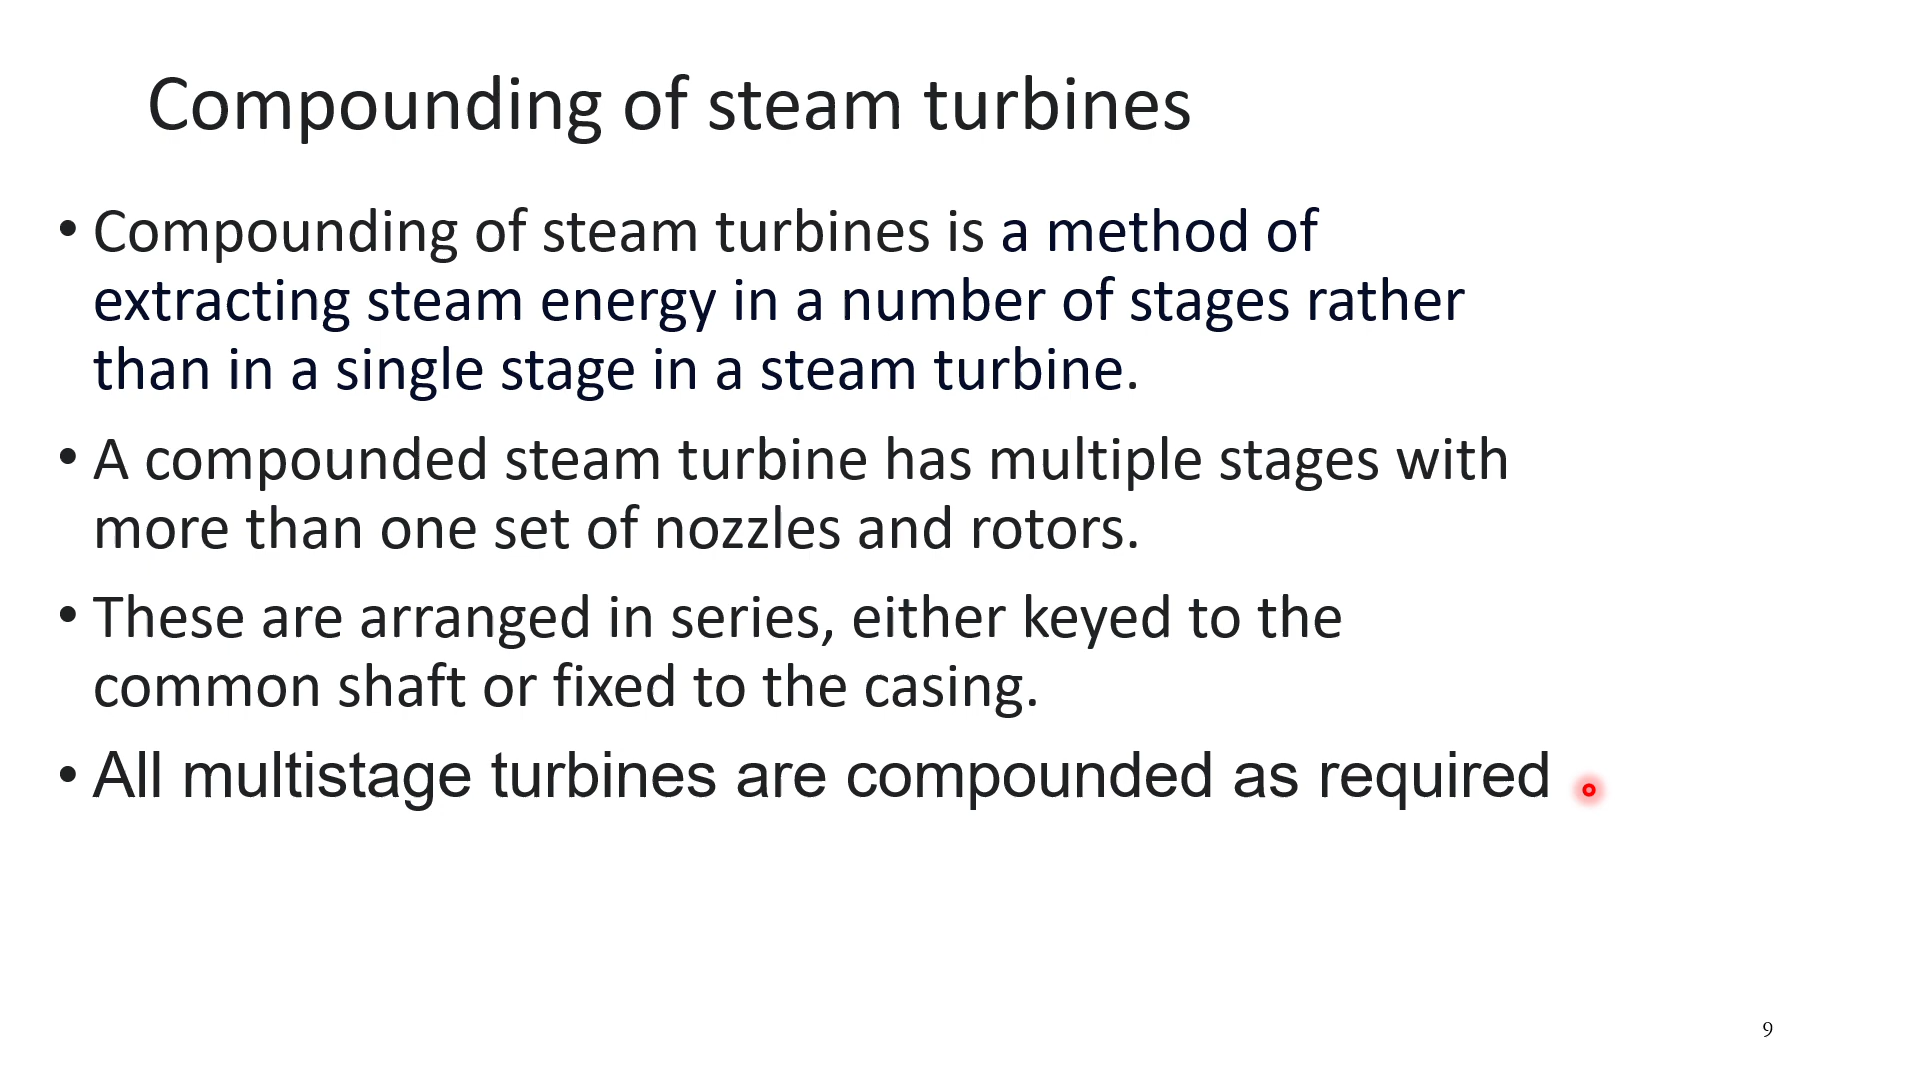 Compounding of steam turbines
• Compounding of steam turbines is a method of
extracting steam energy in a number of stages rather
than in a single stage in a steam turbine.
• A compounded steam turbine has multiple stages with
more than one set of nozzles and rotors.
• These are arranged in series, either keyed to the
common shaft or fixed to the casing.
• All multistage turbines are compounded as required
9